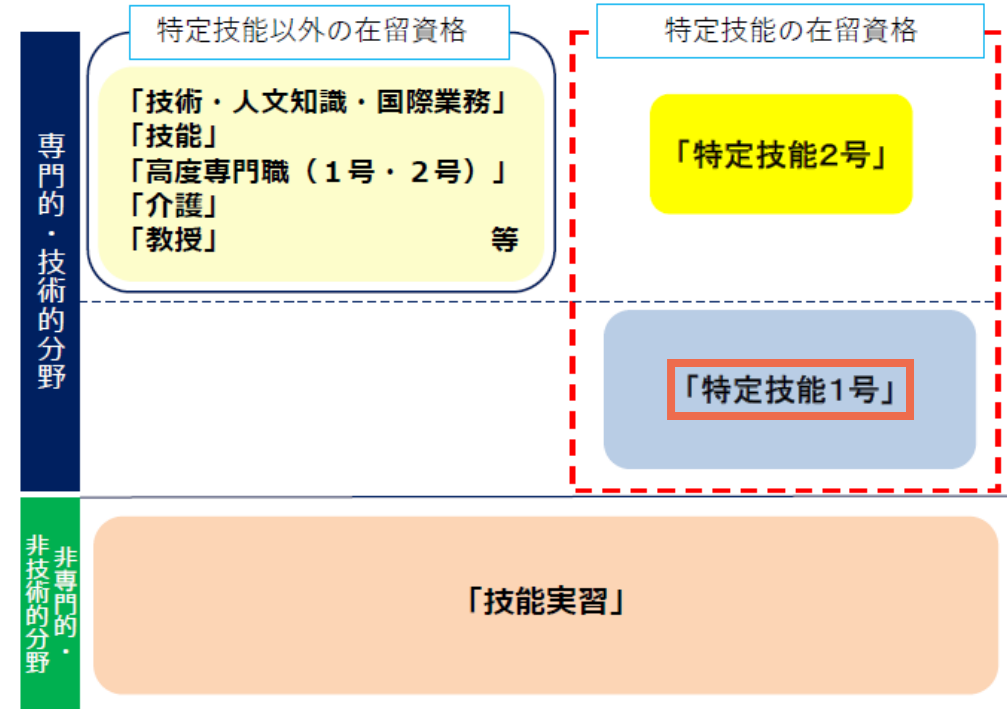 特定技能以外の在留資格
特定技能の在留資格
専門的・技術的分野
「技術・人文知識・国際業務」
「技能」
「高度専門職（１号・２号）」
「介護」
「教授」 等
「特定技能2号」
「特定技能1号」
非専門的・
非技術的分野
「技能実習」